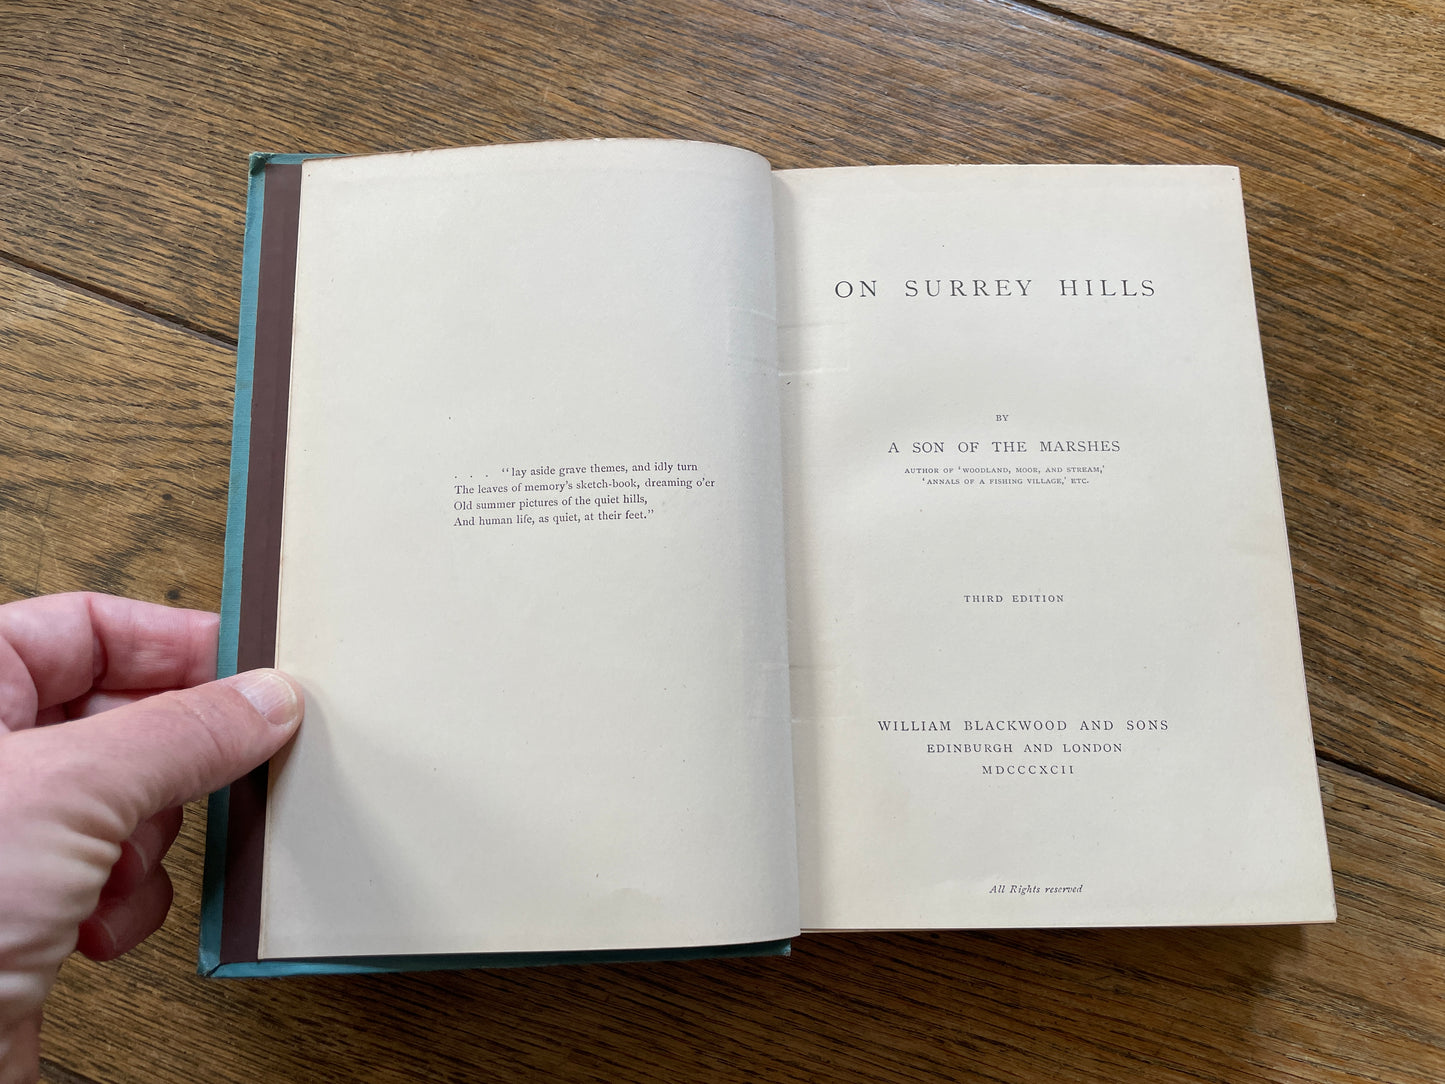 . . . "lay aside grave themes, and idly turn
The leaves of memory's sketch-book, dreaming o'er
Old summer pictures of the quiet hills,
And human life, as quiet, at their feet."
ON SURREY HILLS
BY
A SON OF THE MARSHES
AUTHOR OF 'WOODLAND, MOOR, AND STREAM,'
'ANNALS OF A FISHING VILLAGE,' ETC.
THIRD EDITION
WILLIAM BLACKWOOD AND SONS
EDINBURGH AND LONDON
MDCCCXCII
All Rights reserved